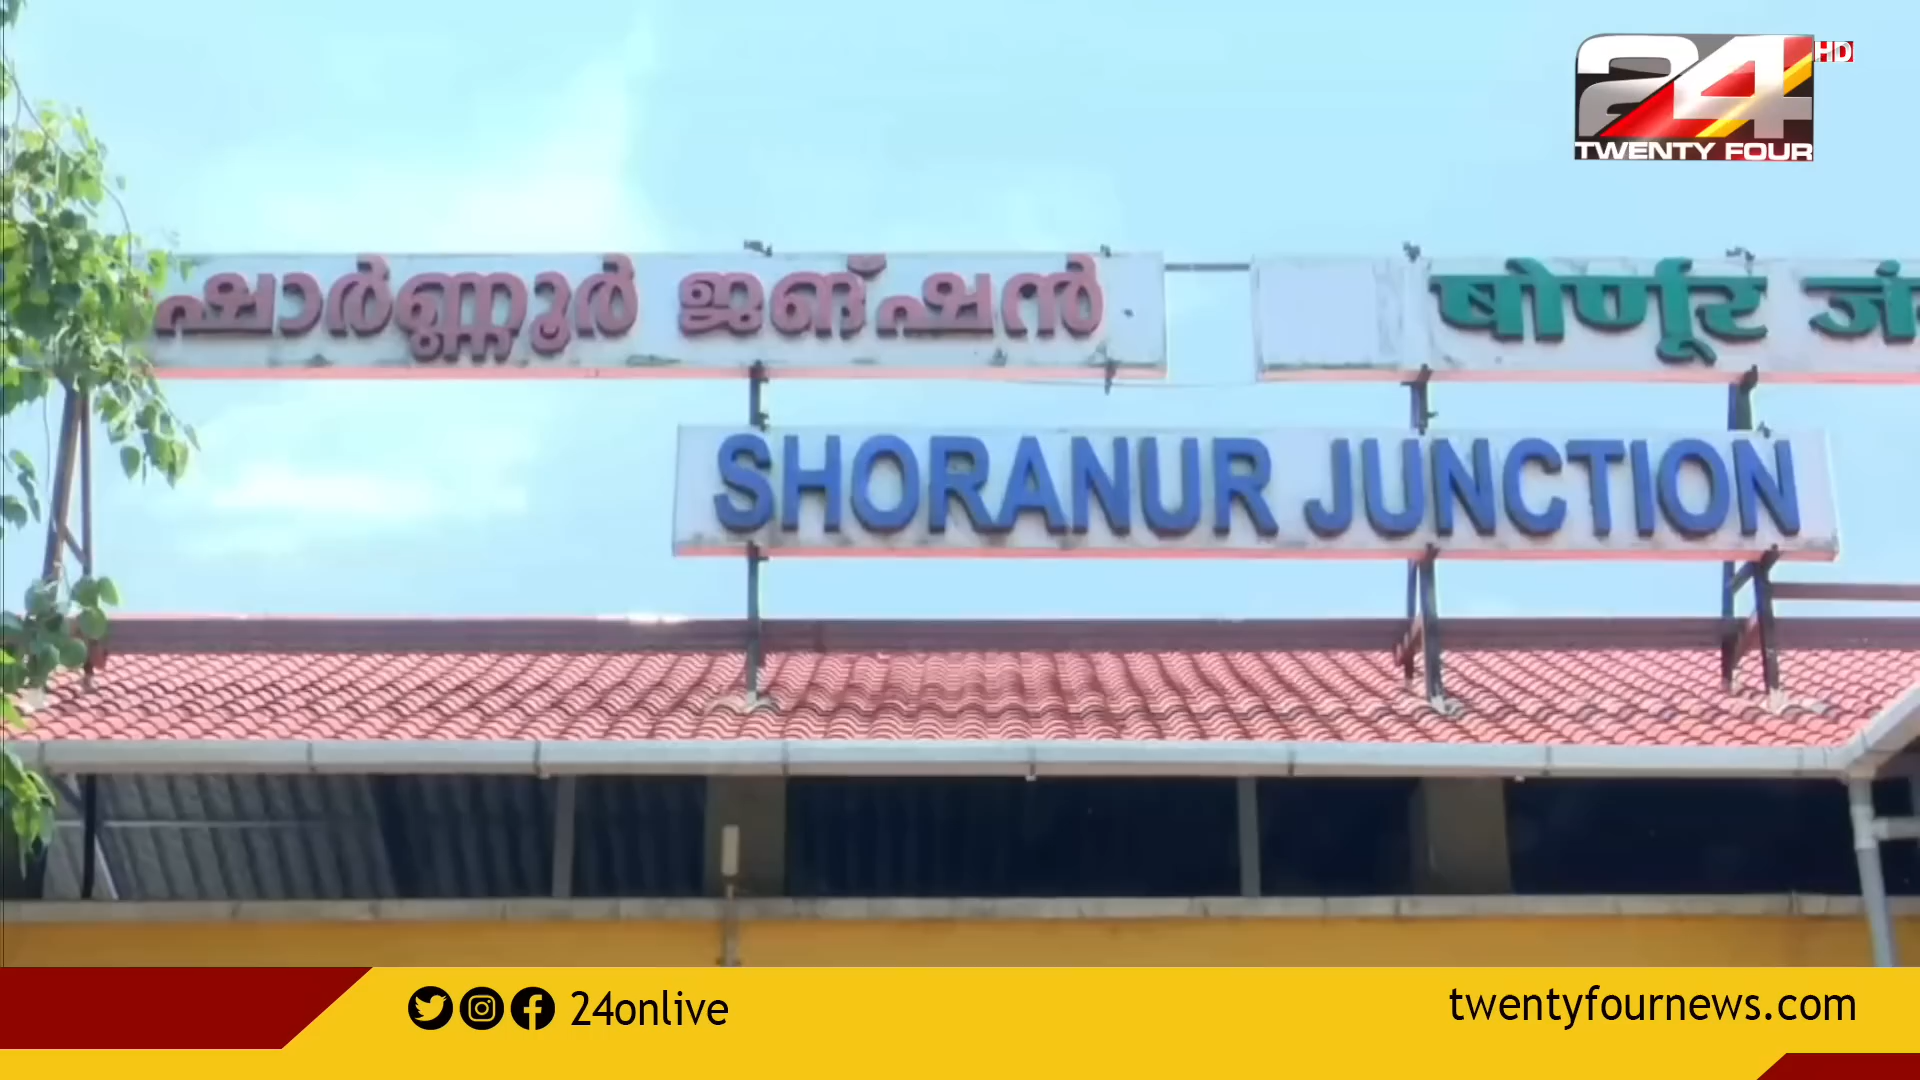 24 HD
TWENTY FOUR
ഷൊർണ്ണൂർ ജങ്ഷൻ
षोर्णूर जं
SHORANUR JUNCTION
24onlive
twentyfournews.com